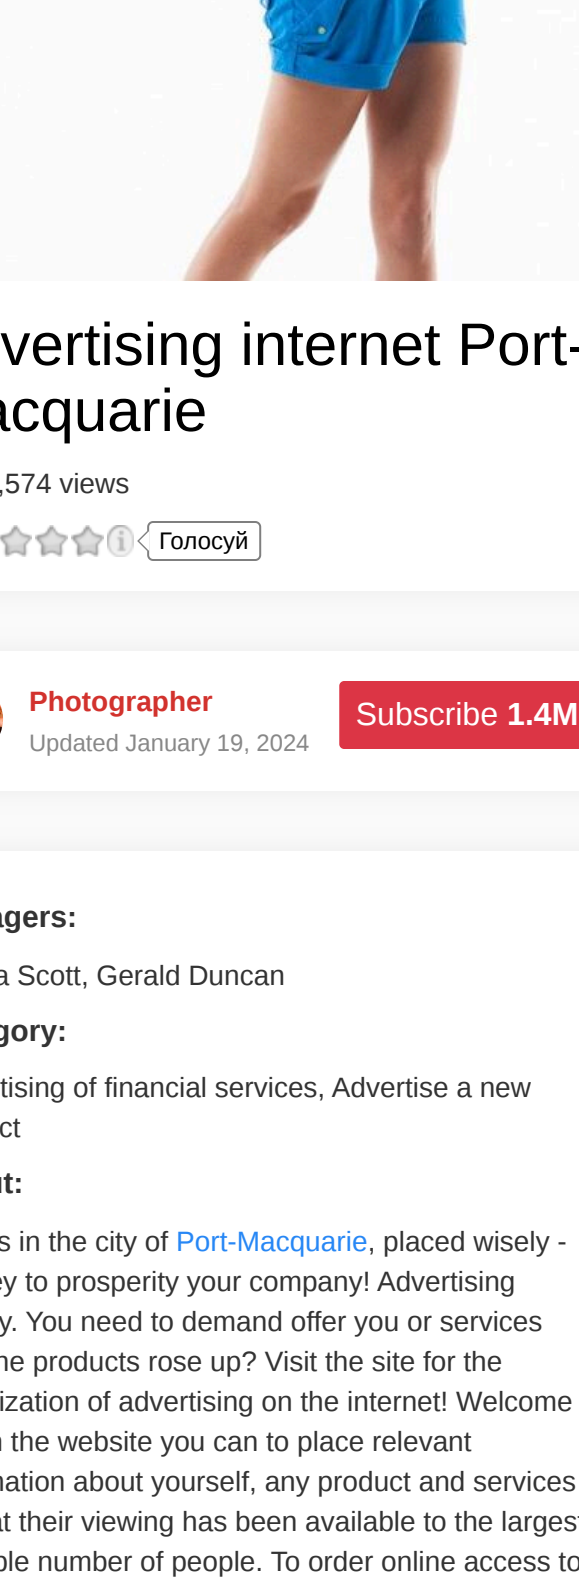 vertising internet Port-
acquarie
,574 views
Голосуй
Photographer
Updated January 19, 2024
Subscribe 1.4M
agers:
a Scott, Gerald Duncan
gory:
tising of financial services, Advertise a new
ct
t:
s in the city of Port-Macquarie, placed wisely -
ey to prosperity your company! Advertising
y. You need to demand offer you or services
he products rose up? Visit the site for the
ization of advertising on the internet! Welcome
the website you can to place relevant
nation about yourself, any product and services
at their viewing has been available to the largest
ble number of people. To order online access to